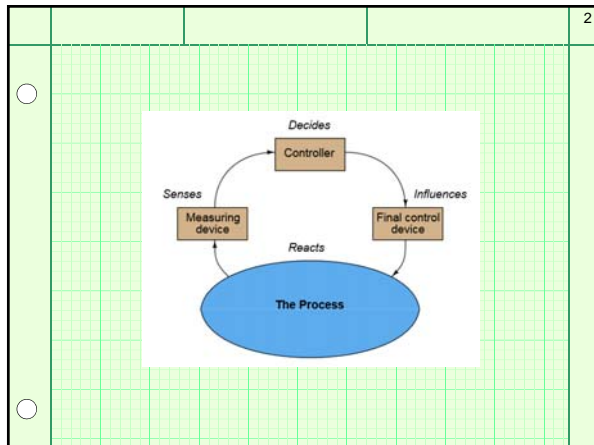 2
Decides
Controller
Senses
Influences
Measuring
device
Final control
device
Reacts
The Process